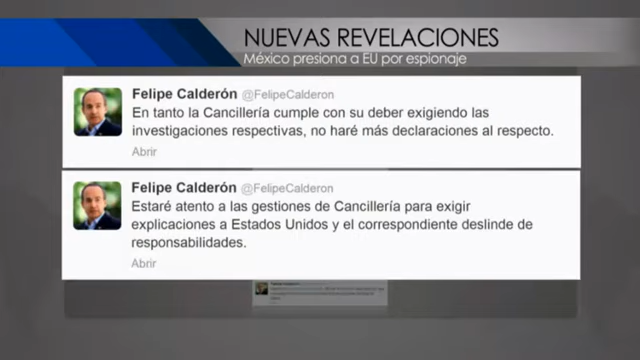 NUEVAS REVELACIONES
México presiona a EU por espionaje
Felipe Calderón @FelipeCalderon
En tanto la Cancillería cumple con su deber exigiendo las
investigaciones respectivas, no haré más declaraciones al respecto.
Abrir
Felipe Calderón @FelipeCalderon
Estaré atento a las gestiones de Cancillería para exigir
explicaciones a Estados Unidos y el correspondiente deslinde de
responsabilidades.
Abrir